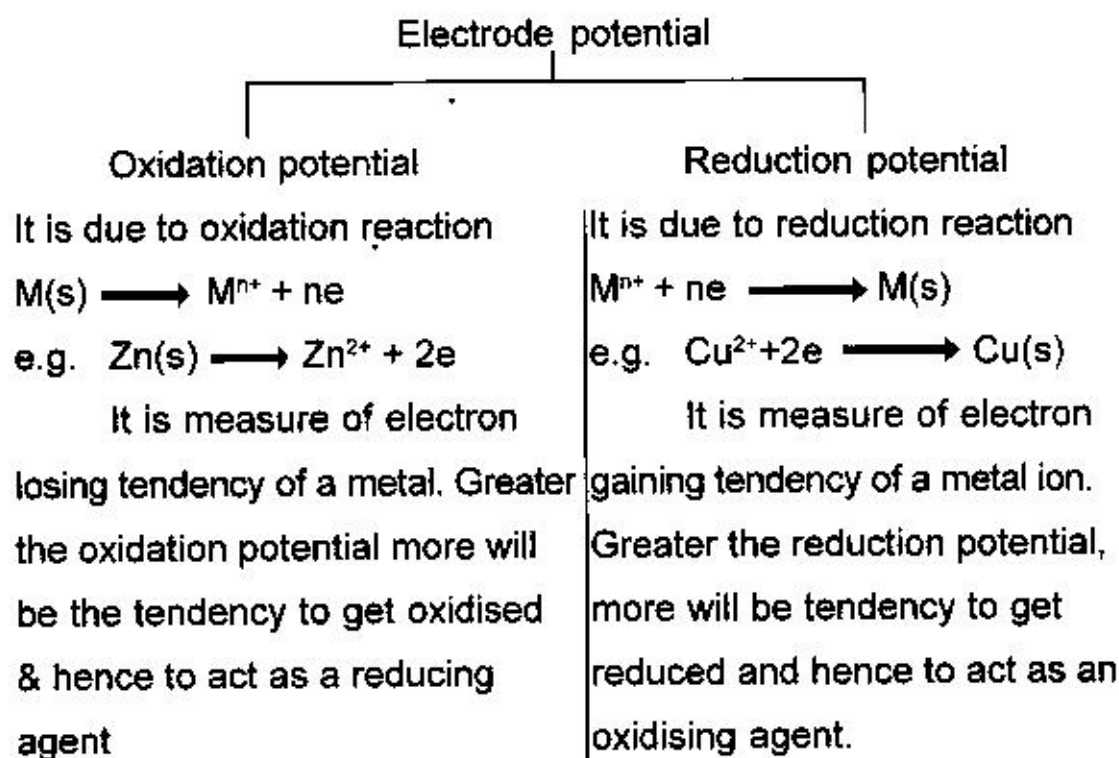 Electrode potential
Oxidation potential
It is due to oxidation reaction
M(s) ⟶ Mⁿ⁺ + ne
e.g. Zn(s) ⟶ Zn²⁺ + 2e
It is measure of electron
losing tendency of a metal. Greater
the oxidation potential more will
be the tendency to get oxidised
& hence to act as a reducing
agent
Reduction potential
It is due to reduction reaction
Mⁿ⁺ + ne ⟶ M(s)
e.g. Cu²⁺+2e ⟶ Cu(s)
It is measure of electron
gaining tendency of a metal ion.
Greater the reduction potential,
more will be tendency to get
reduced and hence to act as an
oxidising agent.